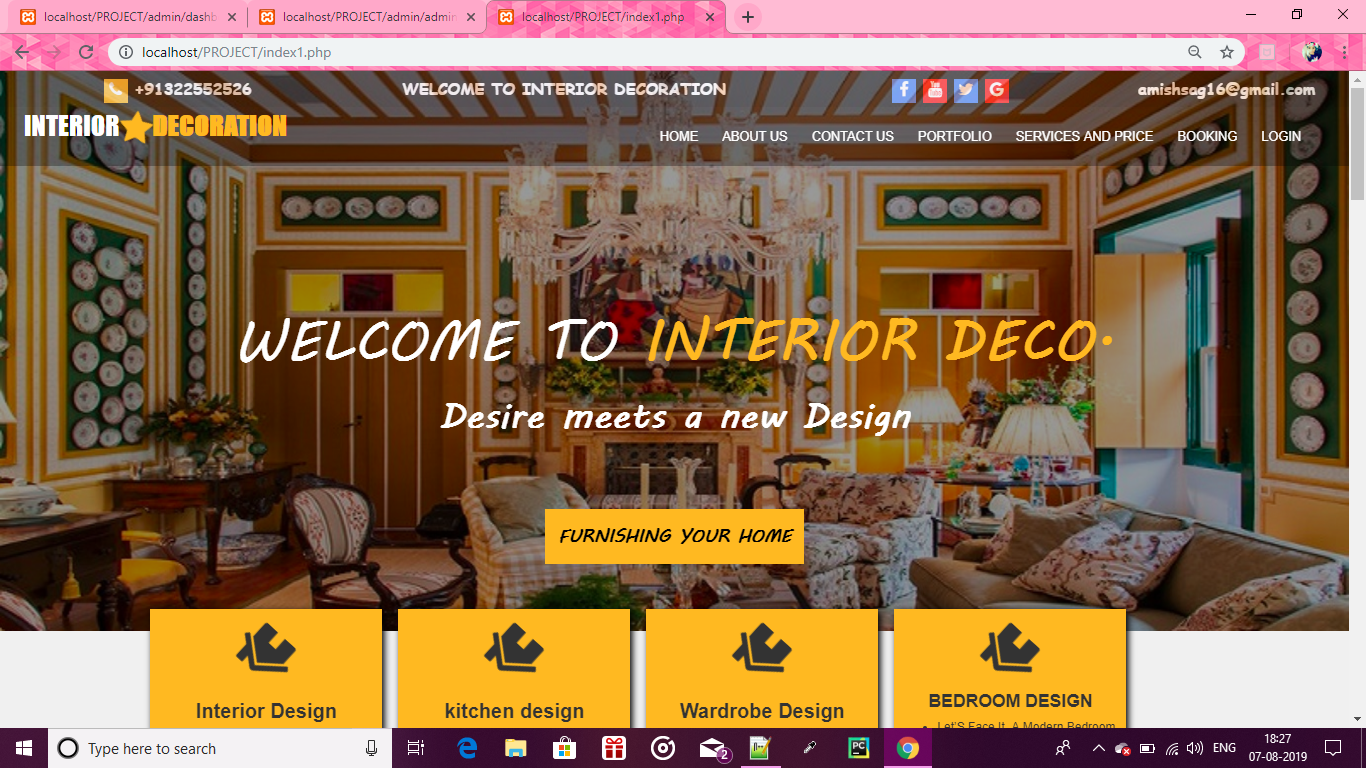 localhost/PROJECT/admin/dashb
localhost/PROJECT/admin/admin
localhost/PROJECT/index1.php
localhost/PROJECT/index1.php
+91322552526
WELCOME TO INTERIOR DECORATION
amishsag16@gmail.com
INTERIOR DECORATION
HOME ABOUT US CONTACT US PORTFOLIO SERVICES AND PRICE BOOKING LOGIN
WELCOME TO INTERIOR DECO.
Desire meets a new Design
FURNISHING YOUR HOME
Interior Design
kitchen design
Wardrobe Design
BEDROOM DESIGN
Let'S Face It, A Modern Bedroom
Type here to search
2
PC
ENG
18:27
07-08-2019